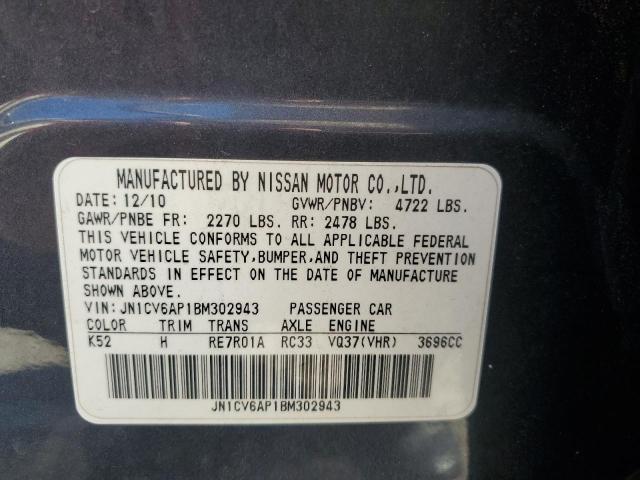 MANUFACTURED BY NISSAN MOTOR CO.,LTD.
DATE: 12/10 GVWR/PNBV: 4722 LBS.
GAWR/PNBE FR: 2270 LBS. RR: 2478 LBS.
THIS VEHICLE CONFORMS TO ALL APPLICABLE FEDERAL
MOTOR VEHICLE SAFETY,BUMPER,AND THEFT PREVENTION
STANDARDS IN EFFECT ON THE DATE OF MANUFACTURE
SHOWN ABOVE.
VIN:JN1CV6AP1BM302943 PASSENGER CAR
COLOR TRIM TRANS AXLE ENGINE
K52 H RE7R01A RC33 VQ37(VHR) 3696CC
JN1CV6AP1BM302943